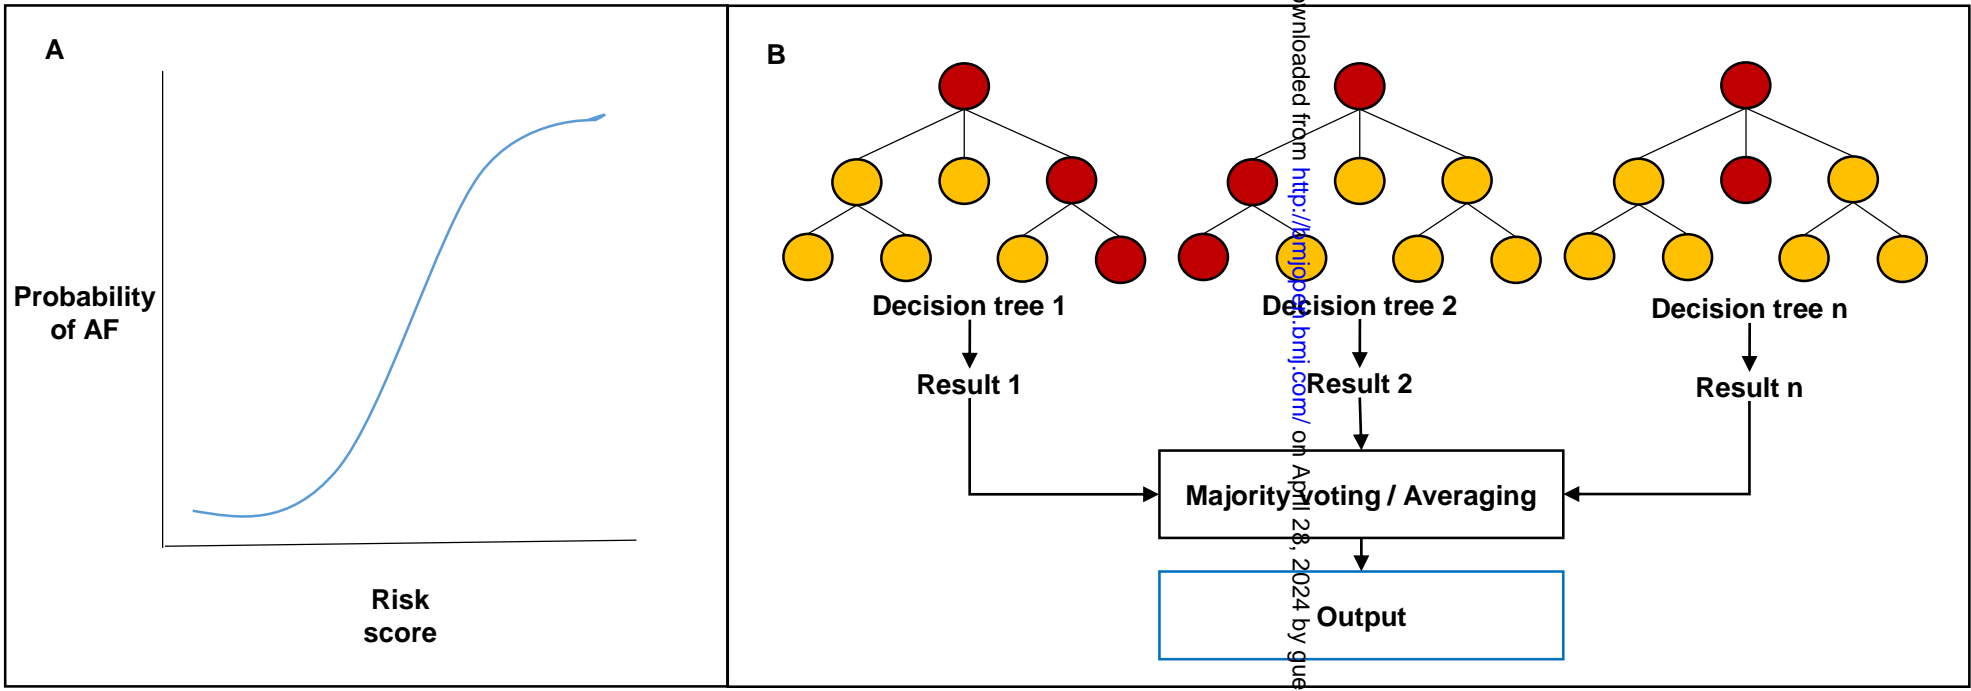 A
Probability
of AF
Risk
score
B
Decision tree 1
Decision tree 2
Decision tree n
Result 1
Result 2
Result n
Majority voting / Averaging
Output
ownloaded from http://bmjopen.bmj.com/ on April 28, 2024 by gue